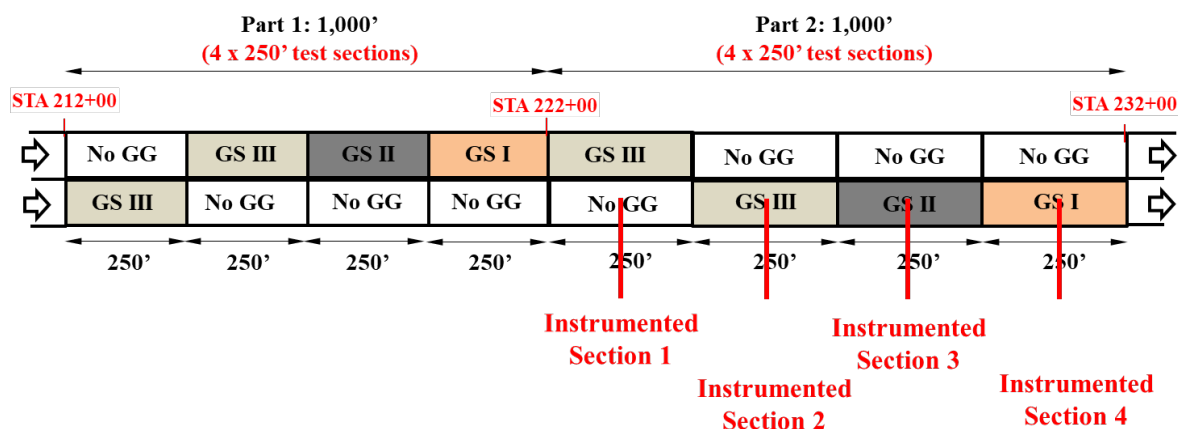 Part 1: 1,000’
(4 x 250’ test sections)
Part 2: 1,000’
(4 x 250’ test sections)
STA 212+00
STA 222+00
STA 232+00
No GG GS III GS II GS I GS III No GG No GG No GG
GS III No GG No GG No GG No GG GS III GS II GS I
250’ 250’ 250’ 250’ 250’ 250’ 250’ 250’
Instrumented
Section 1
Instrumented
Section 2
Instrumented
Section 3
Instrumented
Section 4